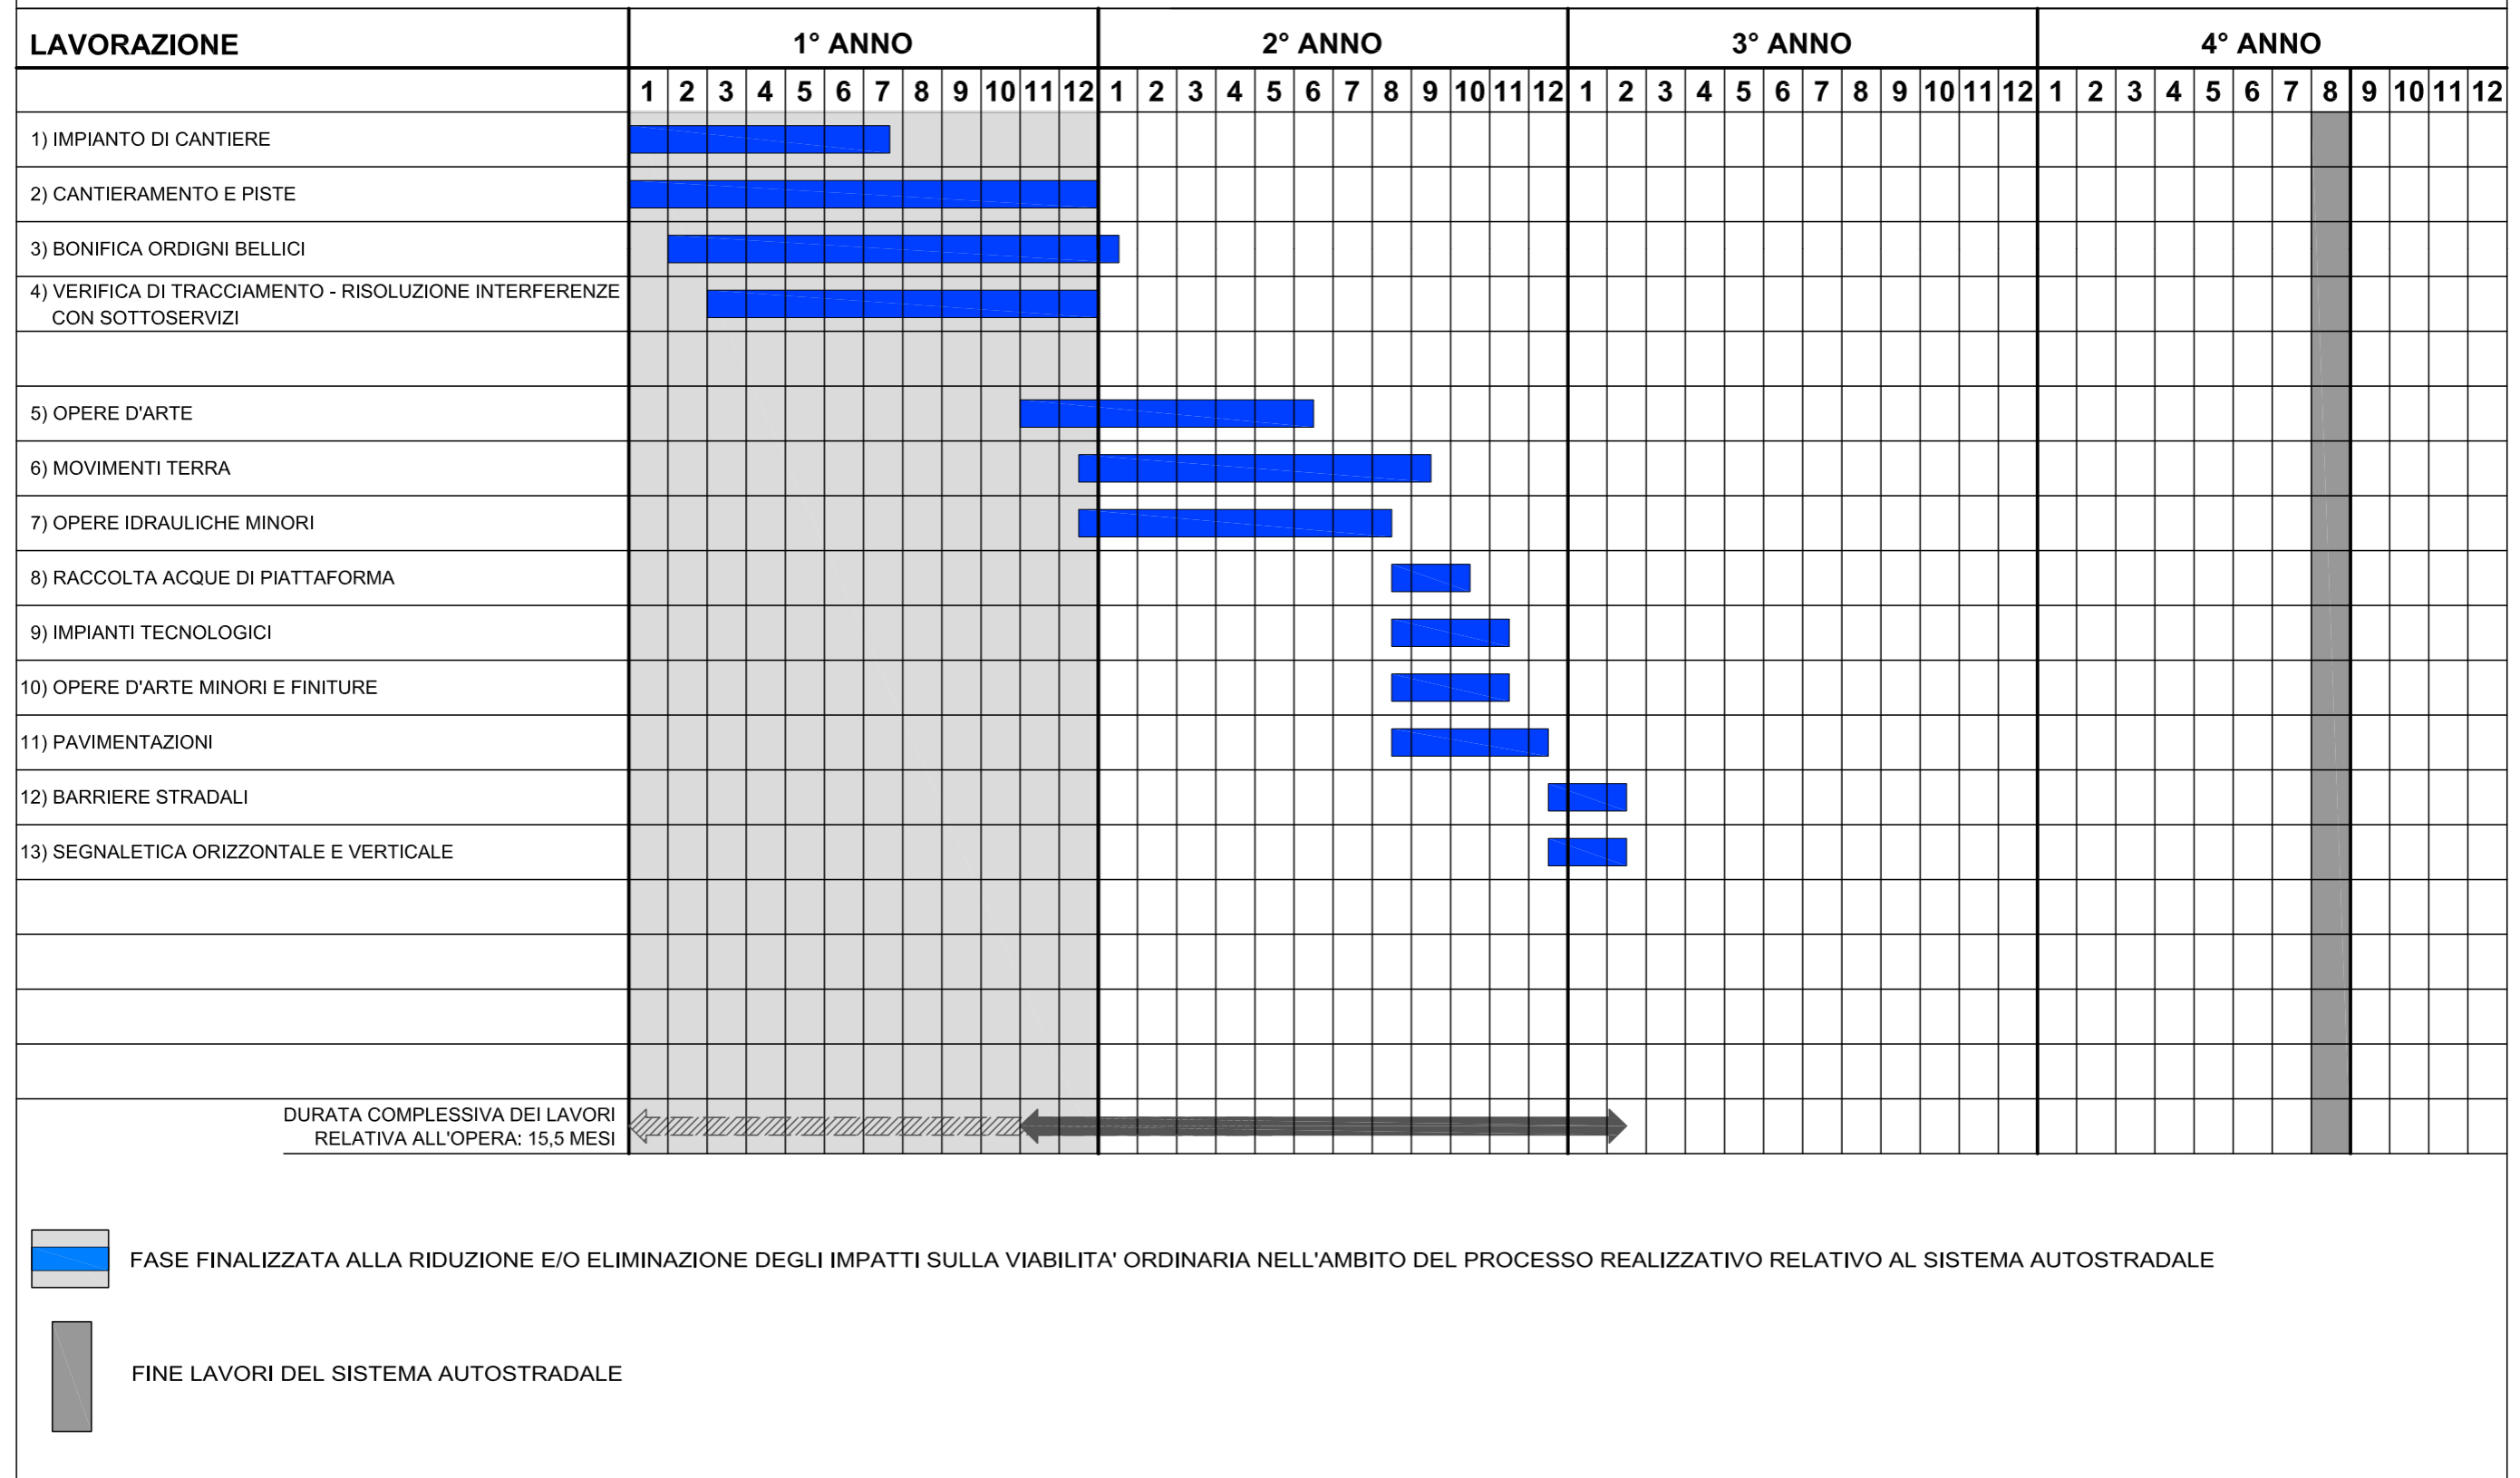 LAVORAZIONE 1° ANNO 2° ANNO 3° ANNO 4° ANNO
1 2 3 4 5 6 7 8 9 10 11 12 1 2 3 4 5 6 7 8 9 10 11 12 1 2 3 4 5 6 7 8 9 10 11 12 1 2 3 4 5 6 7 8 9 10 11 12
1) IMPIANTO DI CANTIERE
2) CANTIERAMENTO E PISTE
3) BONIFICA ORDIGNI BELLICI
4) VERIFICA DI TRACCIAMENTO - RISOLUZIONE INTERFERENZE
CON SOTTOSERVIZI
5) OPERE D'ARTE
6) MOVIMENTI TERRA
7) OPERE IDRAULICHE MINORI
8) RACCOLTA ACQUE DI PIATTAFORMA
9) IMPIANTI TECNOLOGICI
10) OPERE D'ARTE MINORI E FINITURE
11) PAVIMENTAZIONI
12) BARRIERE STRADALI
13) SEGNALETICA ORIZZONTALE E VERTICALE
DURATA COMPLESSIVA DEI LAVORI
RELATIVA ALL'OPERA: 15,5 MESI
FASE FINALIZZATA ALLA RIDUZIONE E/O ELIMINAZIONE DEGLI IMPATTI SULLA VIABILITA' ORDINARIA NELL'AMBITO DEL PROCESSO REALIZZATIVO RELATIVO AL SISTEMA AUTOSTRADALE
FINE LAVORI DEL SISTEMA AUTOSTRADALE